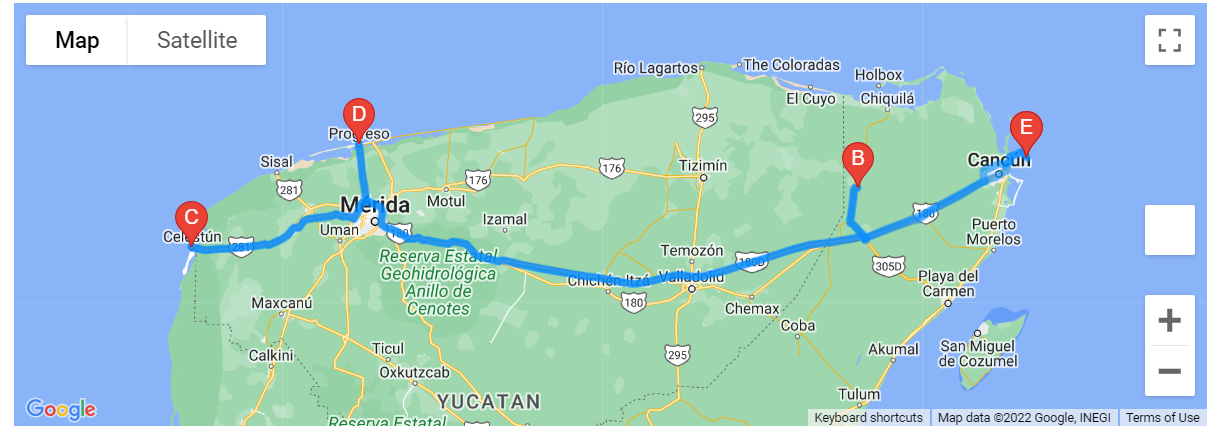 Map Satellite
Río Lagartos
The Coloradas
Holbox
El Cuyo
Chiquilá
295
D
E
Progreso
B
Sisal
Tizimín
176
Cancún
281
176
Motul
C
Mérida
Izamal
180
Celestún
281
Uman
180
Puerto
Morelos
Reserva Estatal
Geohidrológica
Anillo de
Cenotes
Temozón
180D
305D
Chichén-Itzá
Valladolid
Playa del
Carmen
Maxcanú
180
Chemax
Coba
Calkini
Ticul
295
Akumal
San Miguel
de Cozumel
Oxkutzcab
Tulum
YUCATAN
Google
Reserva Estatal
Keyboard shortcuts
Map data ©2022 Google, INEGI
Terms of Use